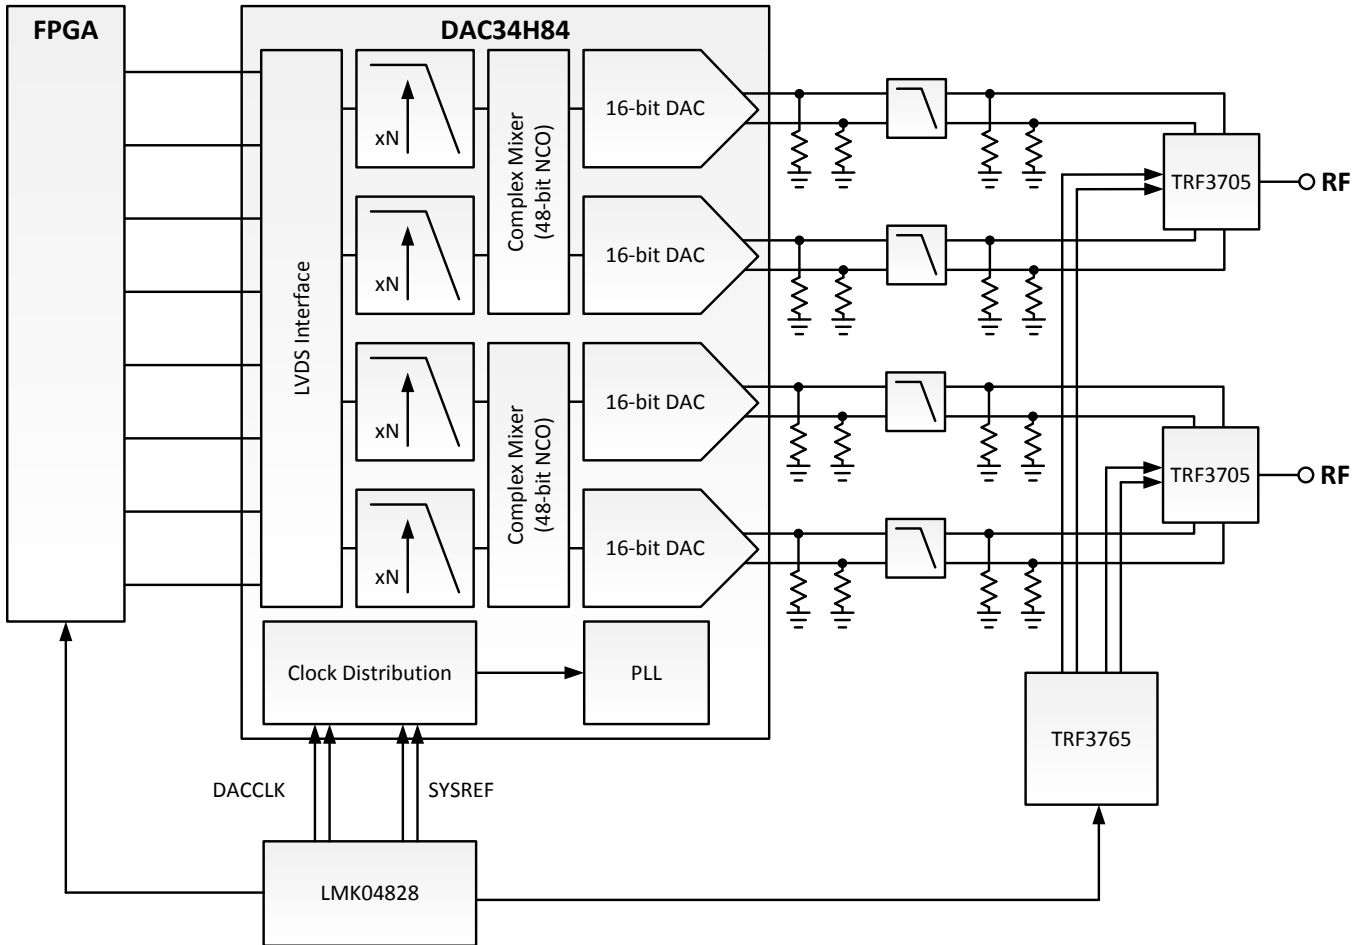 FPGA
DAC34H84
LVDS Interface
xN
Complex Mixer
(48-bit NCO)
16-bit DAC
TRF3705
RF
xN
16-bit DAC
xN
Complex Mixer
(48-bit NCO)
16-bit DAC
TRF3705
RF
xN
16-bit DAC
Clock Distribution
PLL
TRF3765
DACCLK
SYSREF
LMK04828